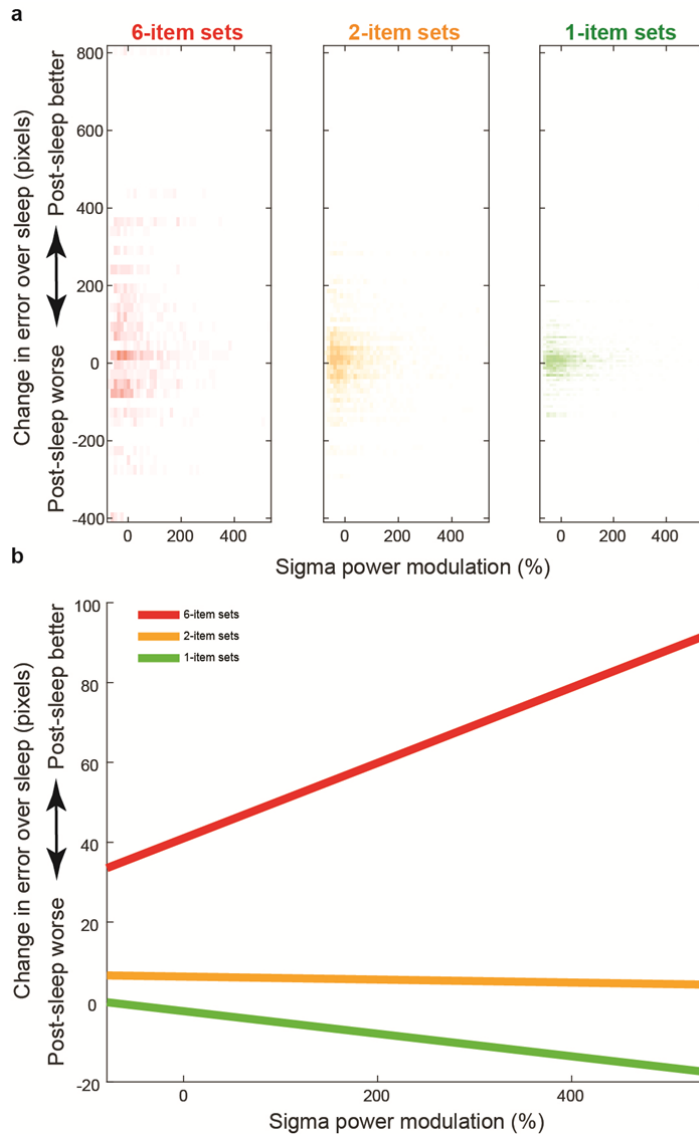 a
6-item sets
2-item sets
1-item sets
Change in error over sleep (pixels)
Post-sleep worse
Post-sleep better
800
600
400
200
0
-200
-400
0 200 400
0 200 400
0 200 400
Sigma power modulation (%)
b
Change in error over sleep (pixels)
Post-sleep worse
Post-sleep better
100
80
60
40
20
0
-20
6-item sets
2-item sets
1-item sets
0 200 400
Sigma power modulation (%)